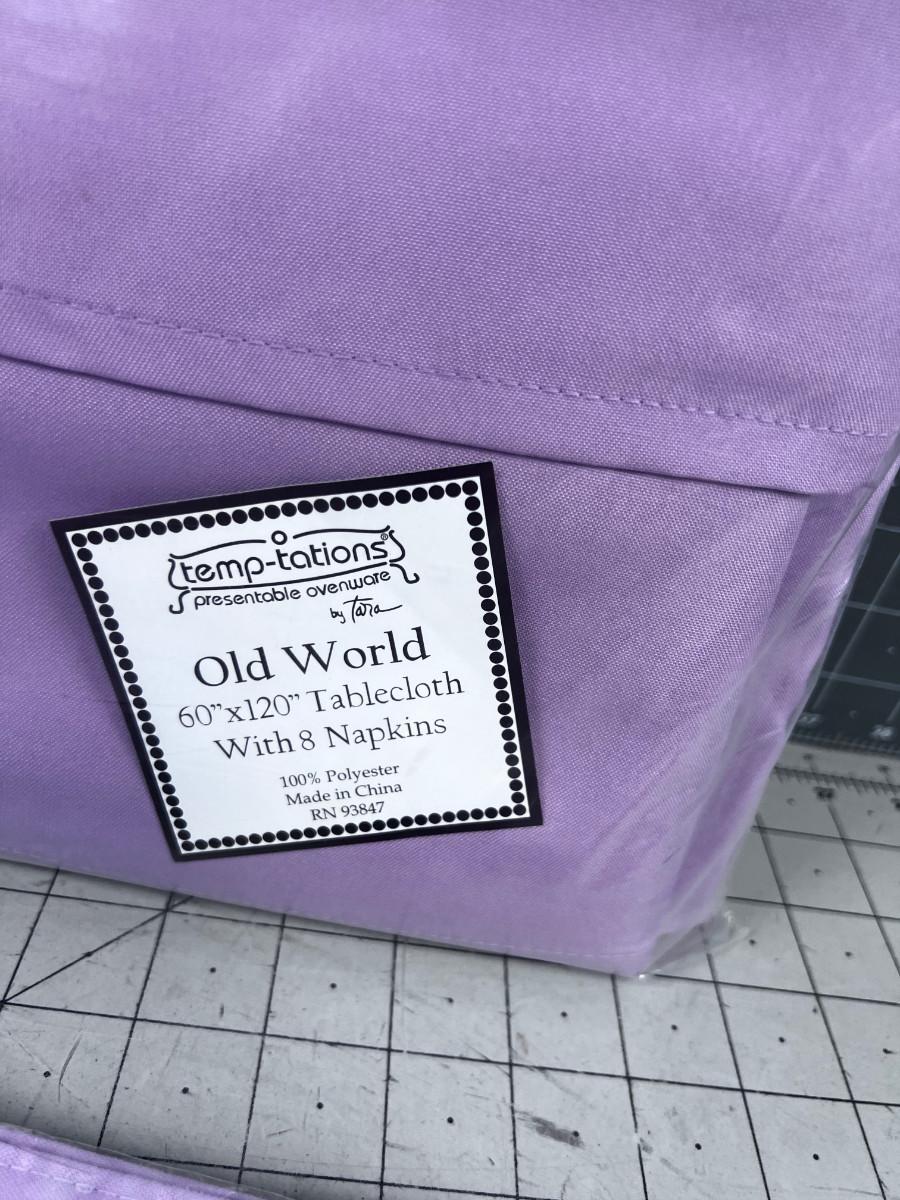 temp-tations®
presentable ovenware
by Tara
Old World
60”x120” Tablecloth
With 8 Napkins
100% Polyester
Made in China
RN 93847